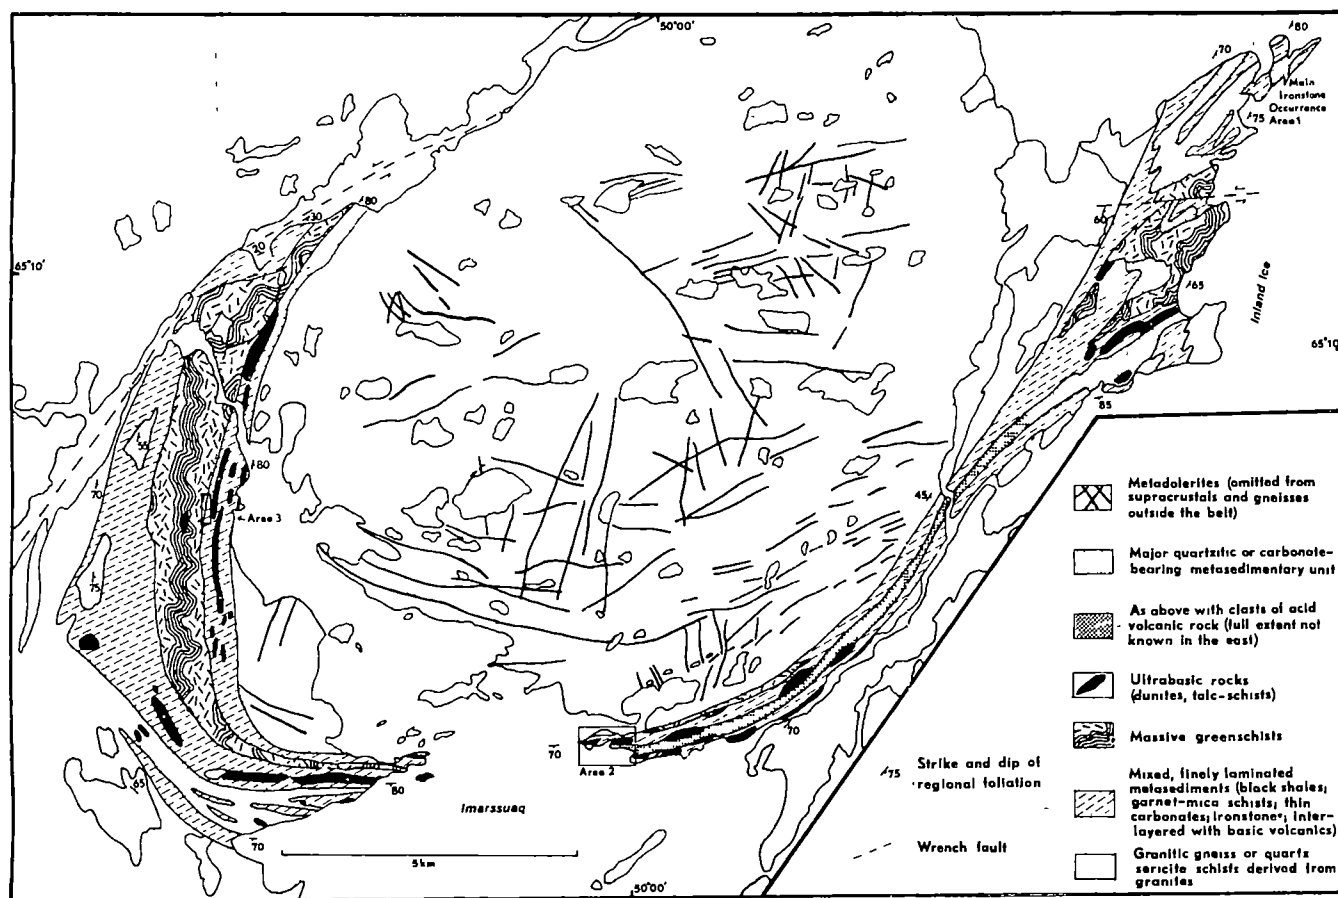 50°00'
80
70
Main
Ironstone
Occurrence
Area 1
75
80
30
20
60
65°10'
65
Inland Ice
65°10'
85
55
80
70
45
Area 3
75
Metadolerites (omitted from
supracrustals and gneisses
outside the belt)
Major quartzitic or carbonate-
bearing metasedimentary unit
As above with clasts of acid
volcanic rock (full extent not
known in the east)
Ultrabasic rocks
(dunites, talc-schists)
Massive greenschists
Mixed, finely laminated
metasediments (black shales;
garnet-mica schists; thin
carbonates; ironstones; inter-
layered with basic volcanics)
Granitic gneiss or quartz
sericite schists derived from
granites
70
70
Area 2
75
Strike and dip of
regional foliation
65
80
Imarssuaq
Wrench fault
70
5km
50°00'